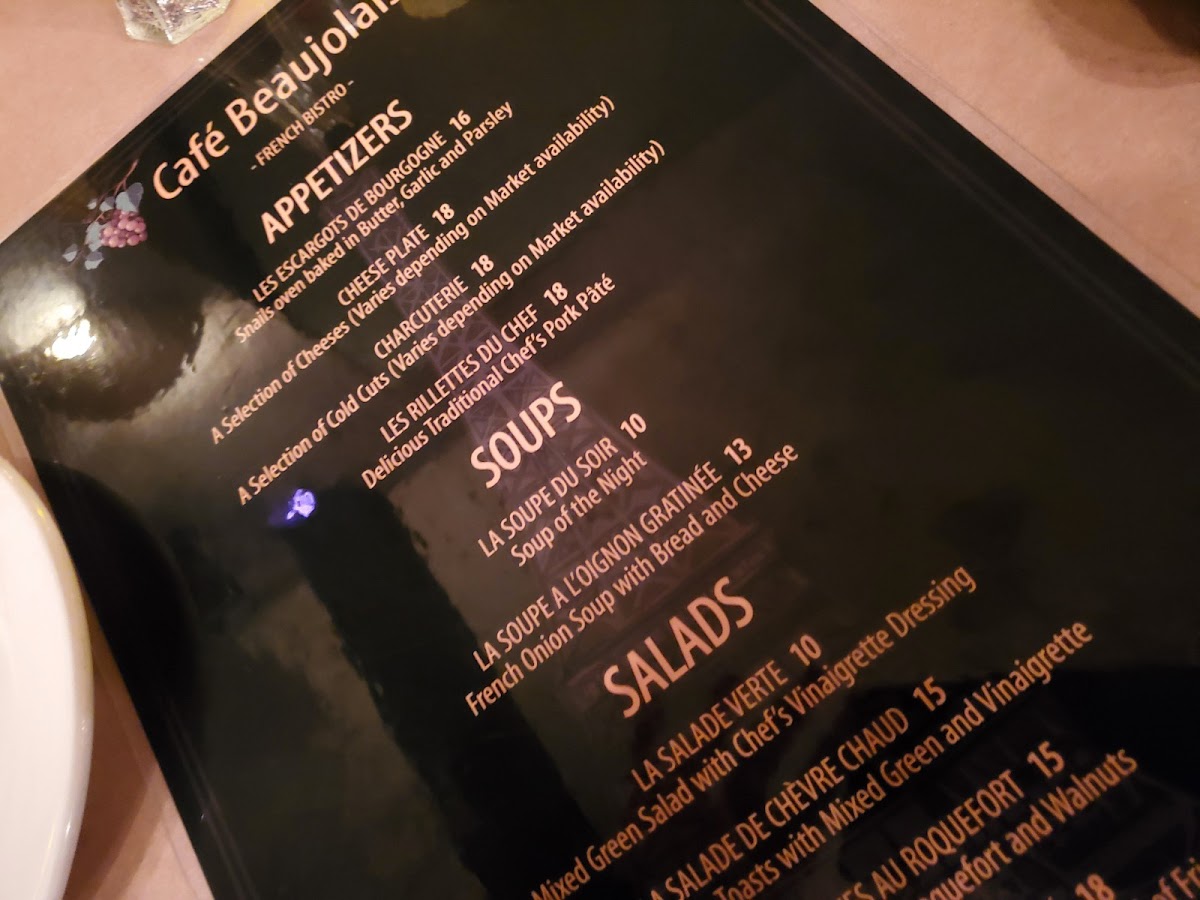 Café Beaujolais
- FRENCH BISTRO -
APPETIZERS
LES ESCARGOTS DE BOURGOGNE 16
Snails oven baked in Butter, Garlic and Parsley
CHEESE PLATE 18
A Selection of Cheeses (Varies depending on Market availability)
CHARCUTERIE 18
A Selection of Cold Cuts (Varies depending on Market availability)
LES RILLETTES DU CHEF 18
Delicious Traditional Chef's Pork Pâté
SOUPS
LA SOUPE DU SOIR 10
Soup of the Night
LA SOUPE A L'OIGNON GRATINÉE 13
French Onion Soup with Bread and Cheese
SALADS
LA SALADE VERTE 10
Mixed Green Salad with Chef's Vinaigrette Dressing
SALADE DE CHÈVRE CHAUD 15
Toasts with Mixed Green and Vinaigrette
AU ROQUEFORT 15
and Walnuts
18
of